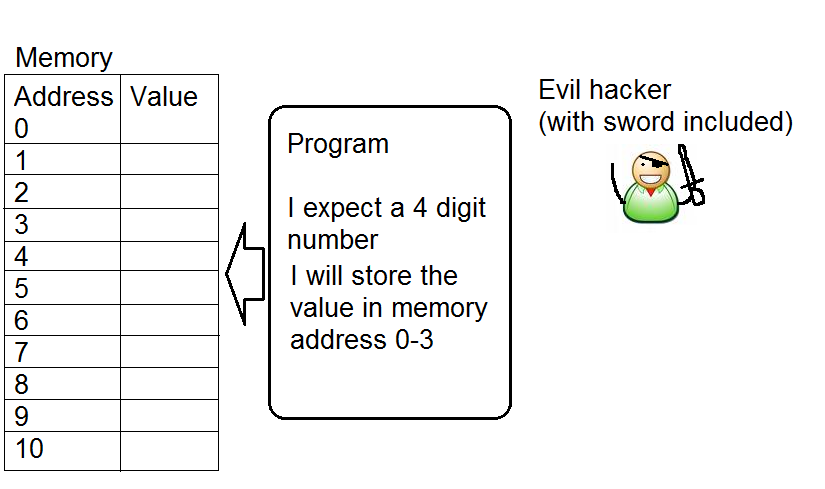 Memory
Address Value
0
1
2
3
4
5
6
7
8
9
10
Program
I expect a 4 digit
number
I will store the
value in memory
address 0-3
Evil hacker
(with sword included)